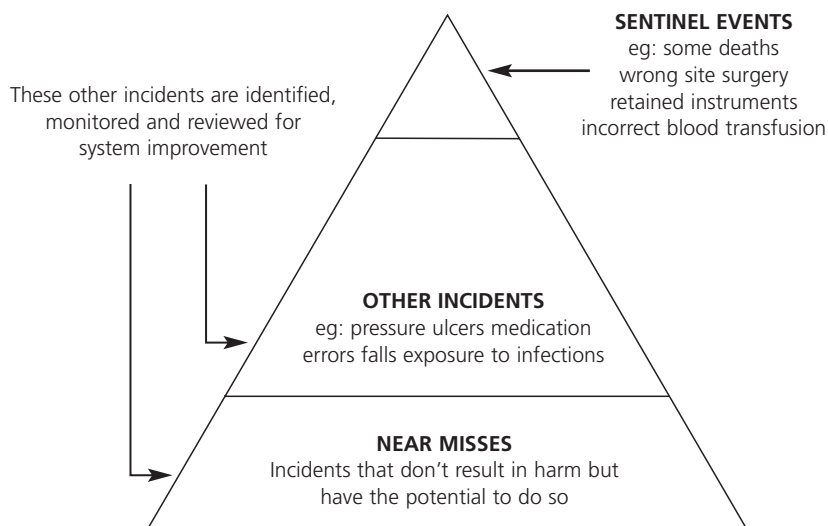 SENTINEL EVENTS
eg: some deaths
wrong site surgery
retained instruments
incorrect blood transfusion
These other incidents are identified,
monitored and reviewed for
system improvement
OTHER INCIDENTS
eg: pressure ulcers medication
errors falls exposure to infections
NEAR MISSES
Incidents that don’t result in harm but
have the potential to do so